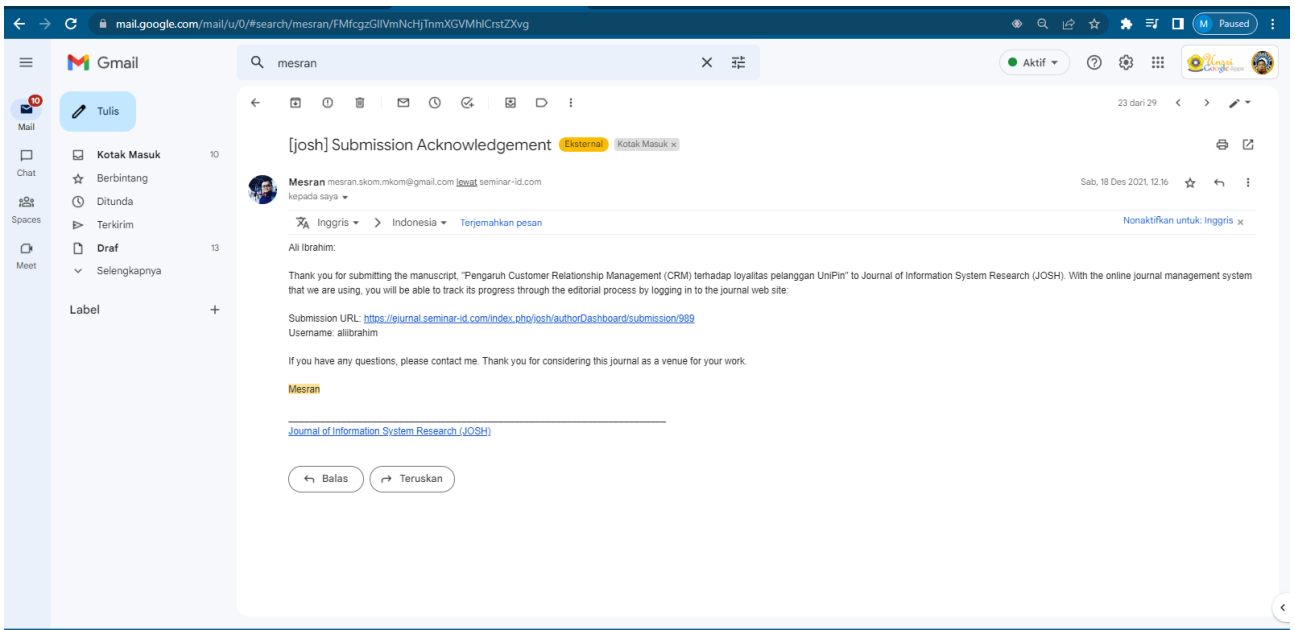 mail.google.com/mail/u/0/#search/mesran/FMfcgzGllVmNcHjTnmXGVMhlCrstZXvg
M Paused
Gmail
mesran
Aktif
Google Apps
10
Mail
Chat
Spaces
Meet
Tulis
Kotak Masuk 10
Berbintang
Ditunda
Terkirim
Draf 13
Selengkapnya
Label +
23 dari 29
[josh] Submission Acknowledgement Eksternal Kotak Masuk x
Mesran mesran.skom.mkom@gmail.com lewat seminar-id.com
Sab, 18 Des 2021, 12.16
kepada saya
Inggris > Indonesia Terjemahkan pesan
Nonaktifkan untuk: Inggris x
Ali Ibrahim:
Thank you for submitting the manuscript, "Pengaruh Customer Relationship Management (CRM) terhadap loyalitas pelanggan UniPin" to Journal of Information System Research (JOSH). With the online journal management system
that we are using, you will be able to track its progress through the editorial process by logging in to the journal web site:
Submission URL: https://ejurnal.seminar-id.com/index.php/josh/authorDashboard/submission/989
Username: aliibrahim
If you have any questions, please contact me. Thank you for considering this journal as a venue for your work.
Mesran
Journal of Information System Research (JOSH)
Balas
Teruskan